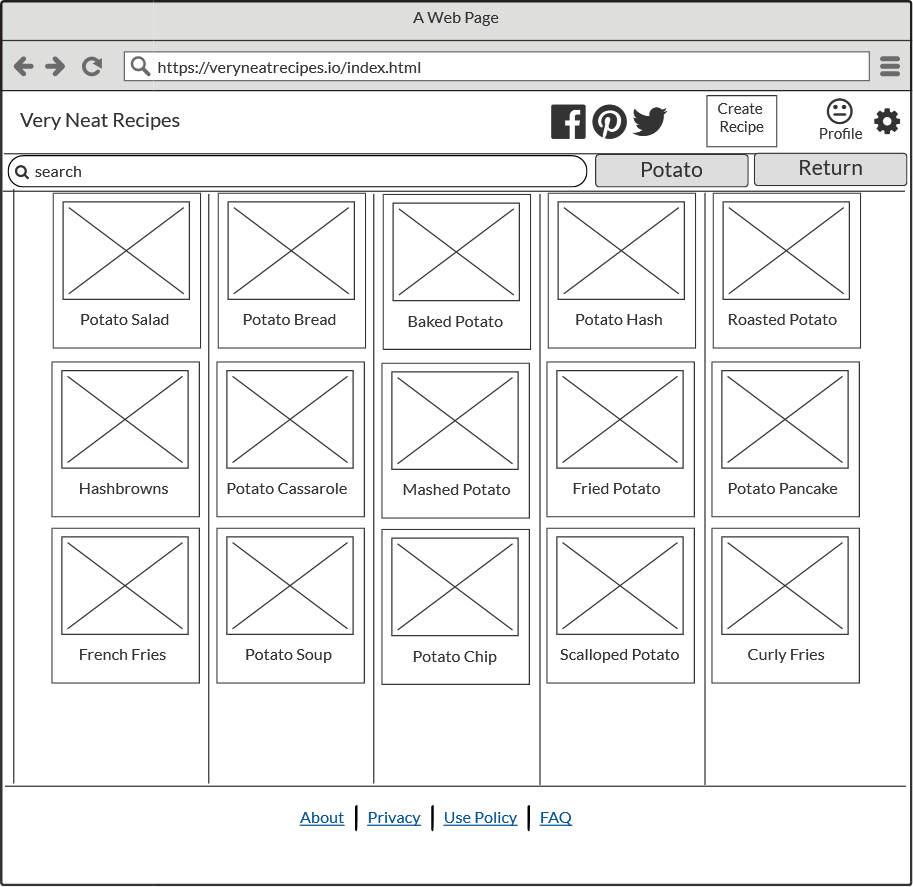 A Web Page
https://veryneatrecipes.io/index.html
Very Neat Recipes
Create
Recipe
Profile
search
Potato
Return
Potato Salad
Potato Bread
Baked Potato
Potato Hash
Roasted Potato
Hashbrowns
Potato Cassarole
Mashed Potato
Fried Potato
Potato Pancake
French Fries
Potato Soup
Potato Chip
Scalloped Potato
Curly Fries
About | Privacy | Use Policy | FAQ